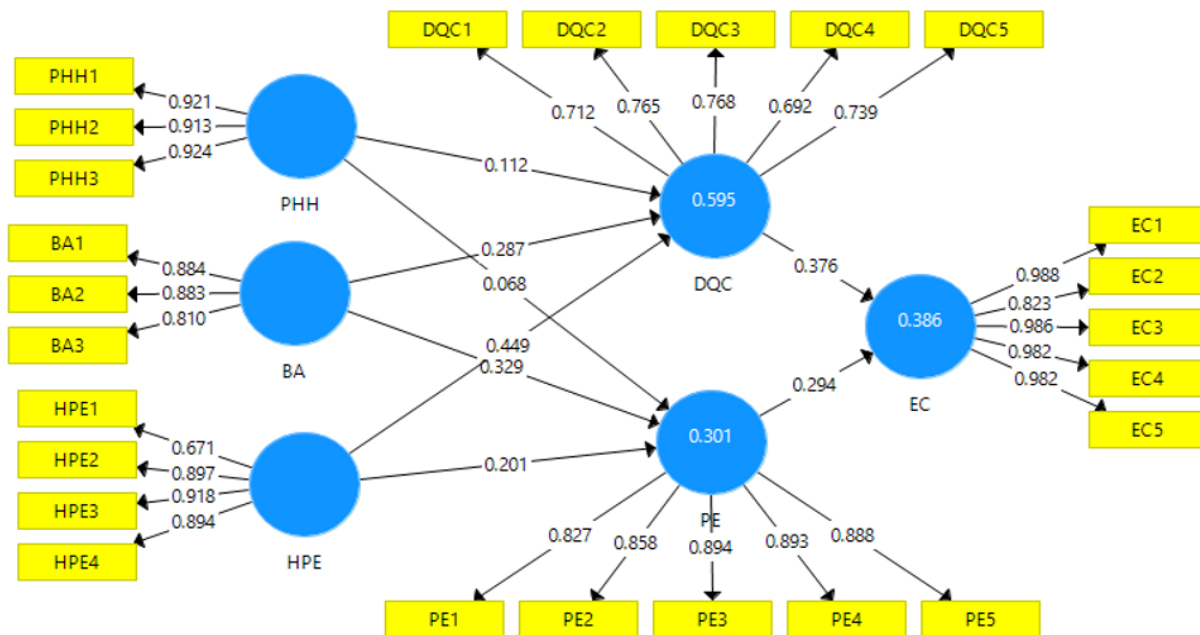 DQC1
DQC2
DQC3
DQC4
DQC5
PHH1
PHH2
PHH3
0.921
0.913
0.924
0.712
0.765
0.768
0.692
0.739
PHH
0.112
0.595
DQC
BA1
BA2
BA3
0.884
0.883
0.810
BA
0.287
0.068
0.449
0.329
0.376
0.386
EC
EC1
EC2
EC3
EC4
EC5
0.988
0.823
0.986
0.982
0.982
0.294
HPE1
HPE2
HPE3
HPE4
0.671
0.897
0.918
0.894
HPE
0.201
0.301
PE
0.827
0.858
0.894
0.893
0.888
PE1
PE2
PE3
PE4
PE5